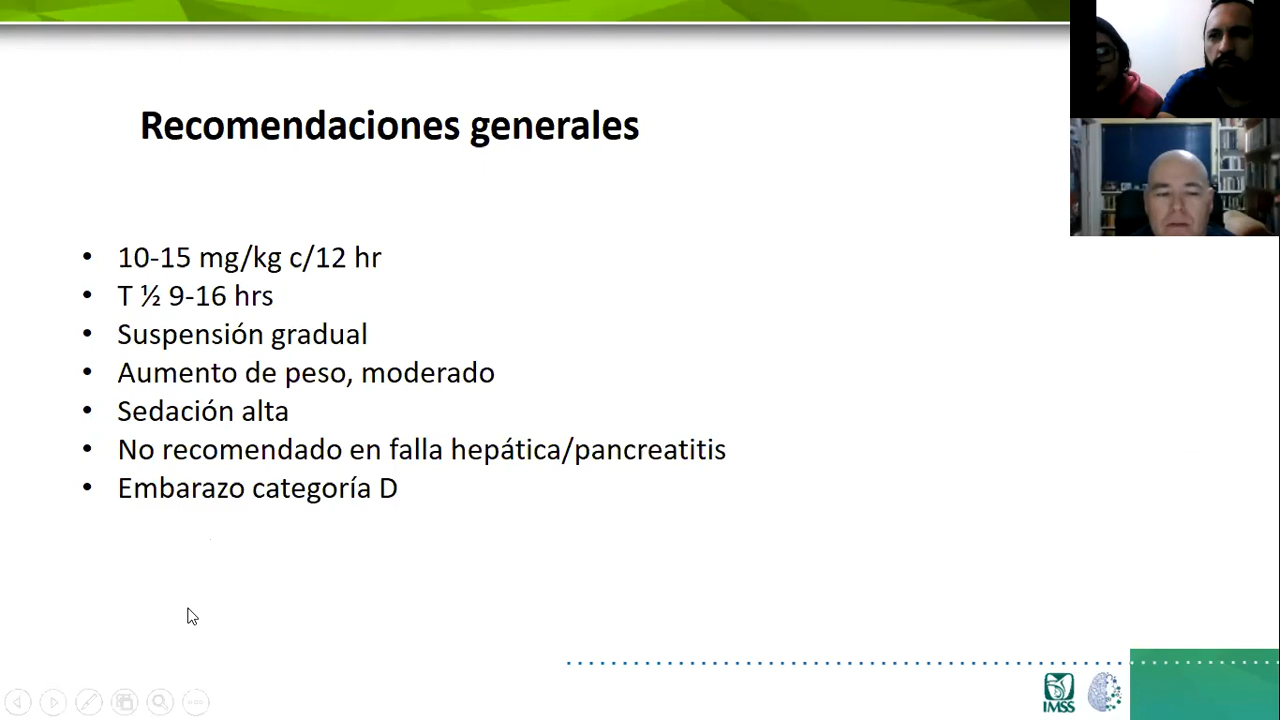 Recomendaciones generales
• 10-15 mg/kg c/12 hr
• T ½ 9-16 hrs
• Suspensión gradual
• Aumento de peso, moderado
• Sedación alta
• No recomendado en falla hepática/pancreatitis
• Embarazo categoría D
IMSS